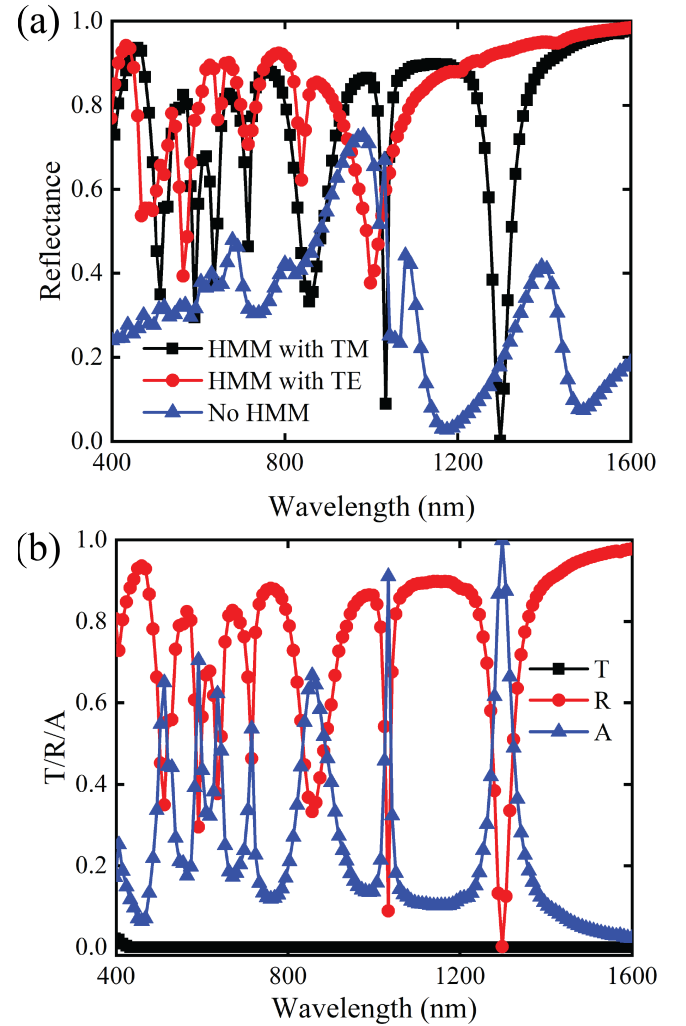 (a)
1.0
0.8
0.6
0.4
0.2
0.0
Reflectance
HMM with TM
HMM with TE
No HMM
400
800
1200
1600
Wavelength (nm)
(b)
1.0
0.8
0.6
0.4
0.2
0.0
T/R/A
T
R
A
400
800
1200
1600
Wavelength (nm)